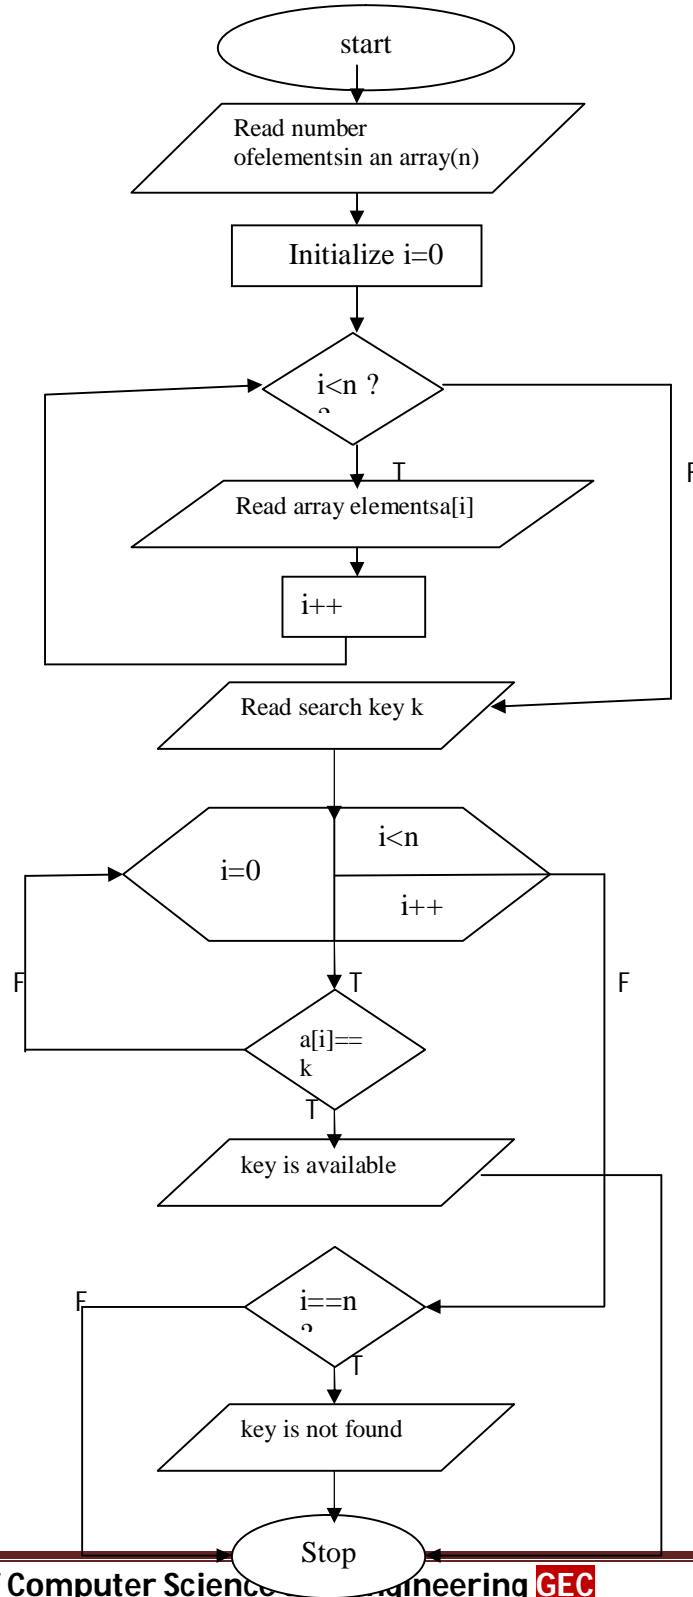 start
Read number
ofelementsin an array(n)
Initialize i=0
i<n ?
T
F
Read array elementsa[i]
i++
Read search key k
i<n
i=0
i++
F
T
F
a[i]==
k
T
key is available
F
i==n
T
key is not found
Stop
Computer Science ineering GEC